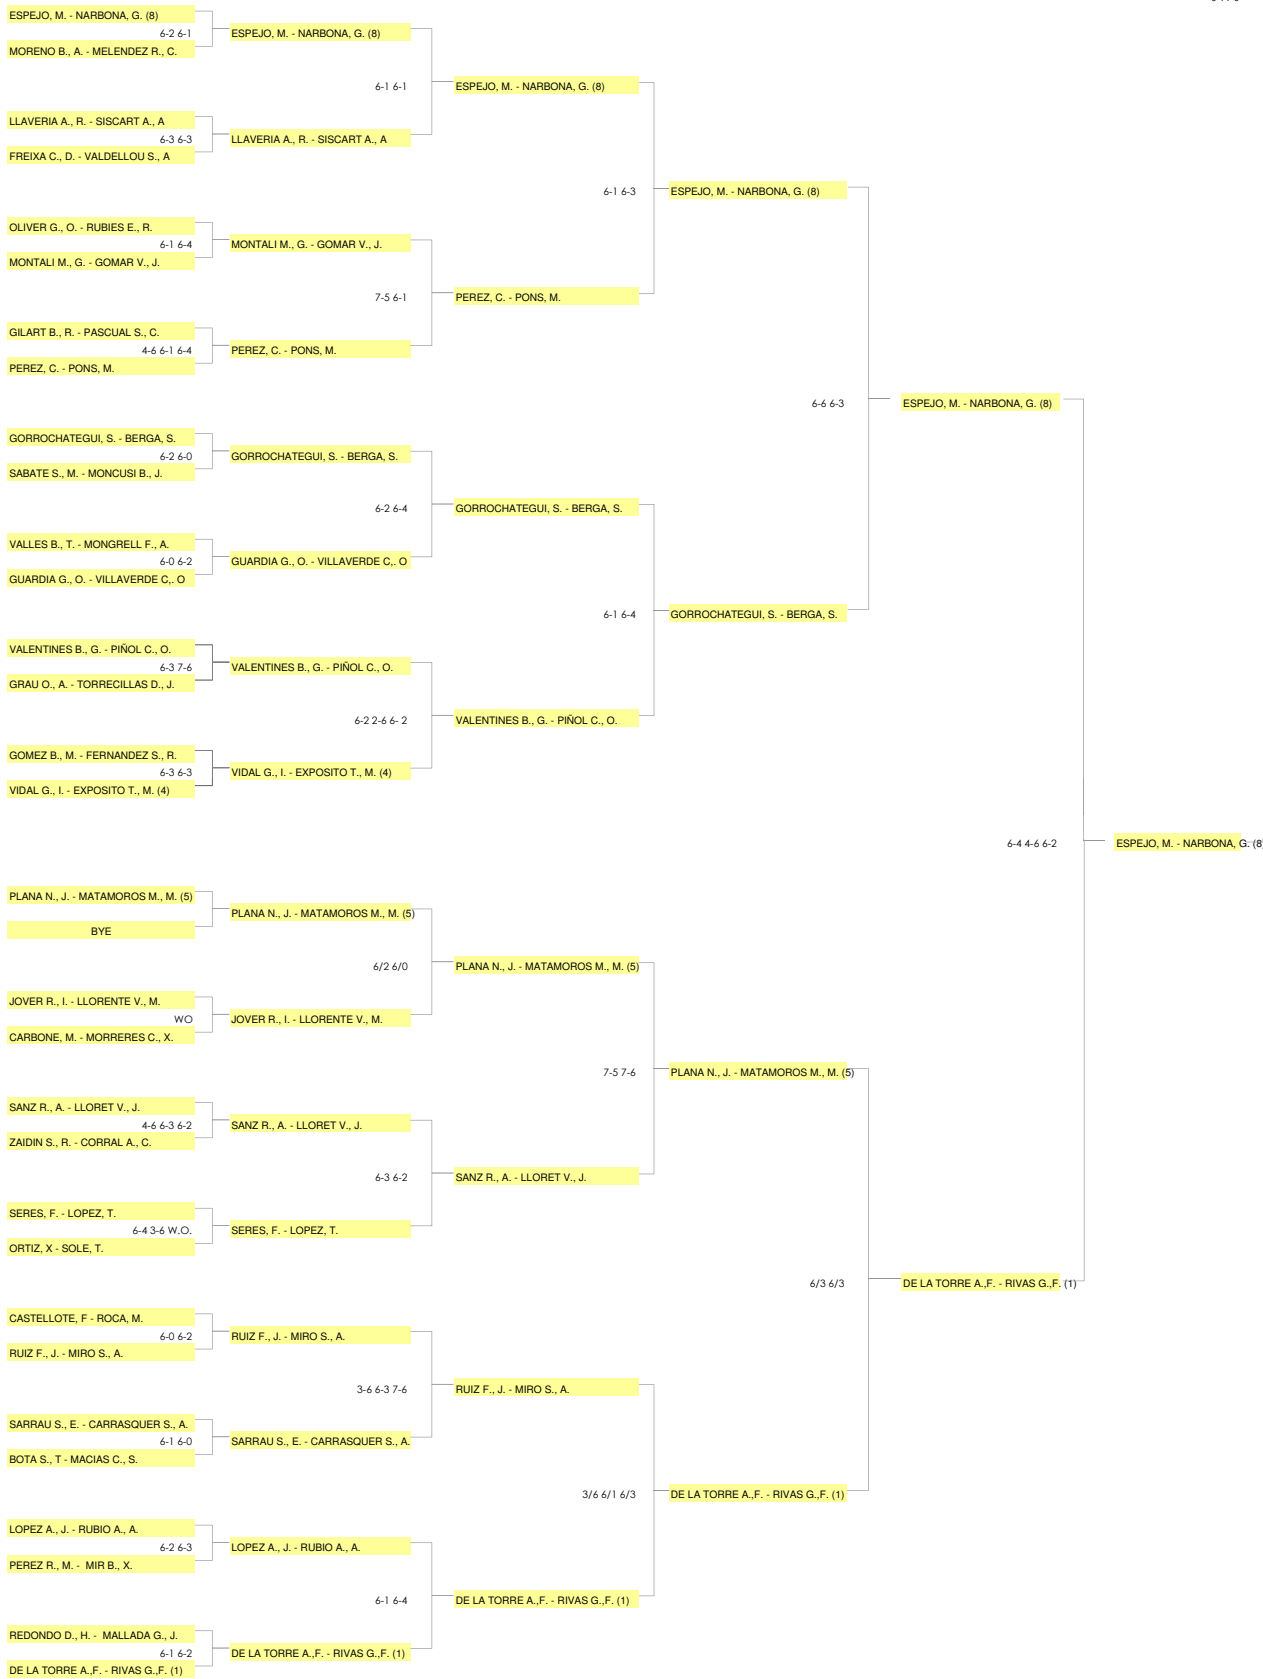 ESPEJO, M. - NARBONA, G. (8)
6-2 6-1
ESPEJO, M. - NARBONA, G. (8)
MORENO B., A. - MELENDEZ R., C.
6-1 6-1
ESPEJO, M. - NARBONA, G. (8)
LLAVERIA A., R. - SISCART A., A
6-3 6-3
LLAVERIA A., R. - SISCART A., A
FREIXA C., D. - VALDELLOU S., A
6-1 6-3
ESPEJO, M. - NARBONA, G. (8)
OLIVER G., O. - RUBIES E., R.
6-1 6-4
MONTALI M., G. - GOMAR V., J.
MONTALI M., G. - GOMAR V., J.
7-5 6-1
PEREZ, C. - PONS, M.
GILART B., R. - PASCUAL S., C.
4-6 6-1 6-4
PEREZ, C. - PONS, M.
PEREZ, C. - PONS, M.
6-6 6-3
ESPEJO, M. - NARBONA, G. (8)
GORROCHATEGUI, S. - BERGA, S.
6-2 6-0
GORROCHATEGUI, S. - BERGA, S.
SABATE S., M. - MONCUSI B., J.
6-2 6-4
GORROCHATEGUI, S. - BERGA, S.
VALLES B., T. - MONGRELL F., A.
6-0 6-2
GUARDIA G., O. - VILLAVERDE C,. O
GUARDIA G., O. - VILLAVERDE C,. O
6-1 6-4
GORROCHATEGUI, S. - BERGA, S.
VALENTINES B., G. - PIÑOL C., O.
6-3 7-6
VALENTINES B., G. - PIÑOL C., O.
GRAU O., A. - TORRECILLAS D., J.
6-2 2-6 6- 2
VALENTINES B., G. - PIÑOL C., O.
GOMEZ B., M. - FERNANDEZ S., R.
6-3 6-3
VIDAL G., I. - EXPOSITO T., M. (4)
VIDAL G., I. - EXPOSITO T., M. (4)
6-4 4-6 6-2
ESPEJO, M. - NARBONA, G. (8)
PLANA N., J. - MATAMOROS M., M. (5)
PLANA N., J. - MATAMOROS M., M. (5)
BYE
6/2 6/0
PLANA N., J. - MATAMOROS M., M. (5)
JOVER R., I. - LLORENTE V., M.
WO
JOVER R., I. - LLORENTE V., M.
CARBONE, M. - MORRERES C., X.
7-5 7-6
PLANA N., J. - MATAMOROS M., M. (5)
SANZ R., A. - LLORET V., J.
4-6 6-3 6-2
SANZ R., A. - LLORET V., J.
ZAIDIN S., R. - CORRAL A., C.
6-3 6-2
SANZ R., A. - LLORET V., J.
SERES, F. - LOPEZ, T.
6-4 3-6 W.O.
SERES, F. - LOPEZ, T.
ORTIZ, X - SOLE, T.
6/3 6/3
DE LA TORRE A.,F. - RIVAS G.,F. (1)
CASTELLOTE, F - ROCA, M.
6-0 6-2
RUIZ F., J. - MIRO S., A.
RUIZ F., J. - MIRO S., A.
3-6 6-3 7-6
RUIZ F., J. - MIRO S., A.
SARRAU S., E. - CARRASQUER S., A.
6-1 6-0
SARRAU S., E. - CARRASQUER S., A.
BOTA S., T - MACIAS C., S.
3/6 6/1 6/3
DE LA TORRE A.,F. - RIVAS G.,F. (1)
LOPEZ A., J. - RUBIO A., A.
6-2 6-3
LOPEZ A., J. - RUBIO A., A.
PEREZ R., M. - MIR B., X.
6-1 6-4
DE LA TORRE A.,F. - RIVAS G.,F. (1)
REDONDO D., H. - MALLADA G., J.
6-1 6-2
DE LA TORRE A.,F. - RIVAS G.,F. (1)
DE LA TORRE A.,F. - RIVAS G.,F. (1)